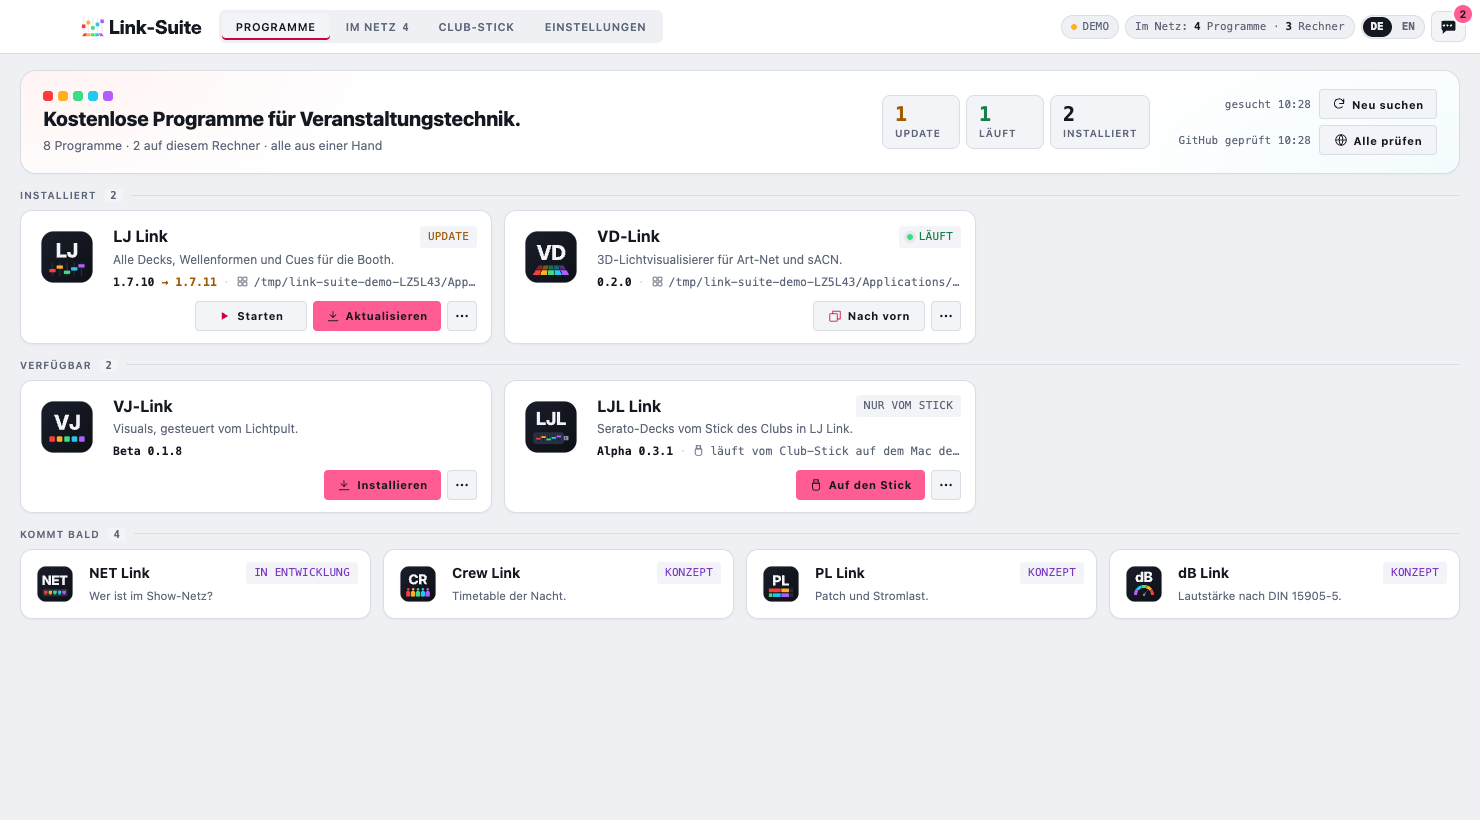 Link-Suite
PROGRAMME
IM NETZ 4
CLUB-STICK
EINSTELLUNGEN
DEMO
Im Netz: 4 Programme · 3 Rechner
DE EN
2
Kostenlose Programme für Veranstaltungstechnik.
8 Programme · 2 auf diesem Rechner · alle aus einer Hand
1
UPDATE
1
LÄUFT
2
INSTALLIERT
gesucht 10:28
Neu suchen
GitHub geprüft 10:28
Alle prüfen
INSTALLIERT 2
LJ
LJ Link
UPDATE
Alle Decks, Wellenformen und Cues für die Booth.
1.7.10 → 1.7.11 · /tmp/link-suite-demo-LZ5L43/App…
Starten
Aktualisieren
VD
VD-Link
LÄUFT
3D-Lichtvisualisierer für Art-Net und sACN.
0.2.0 · /tmp/link-suite-demo-LZ5L43/Applications/…
Nach vorn
VERFÜGBAR 2
VJ
VJ-Link
Visuals, gesteuert vom Lichtpult.
Beta 0.1.8
Installieren
LJL
LJL Link
NUR VOM STICK
Serato-Decks vom Stick des Clubs in LJ Link.
Alpha 0.3.1 · läuft vom Club-Stick auf dem Mac de…
Auf den Stick
KOMMT BALD 4
NET
NET Link
IN ENTWICKLUNG
Wer ist im Show-Netz?
CR
Crew Link
KONZEPT
Timetable der Nacht.
PL
PL Link
KONZEPT
Patch und Stromlast.
dB
dB Link
KONZEPT
Lautstärke nach DIN 15905-5.